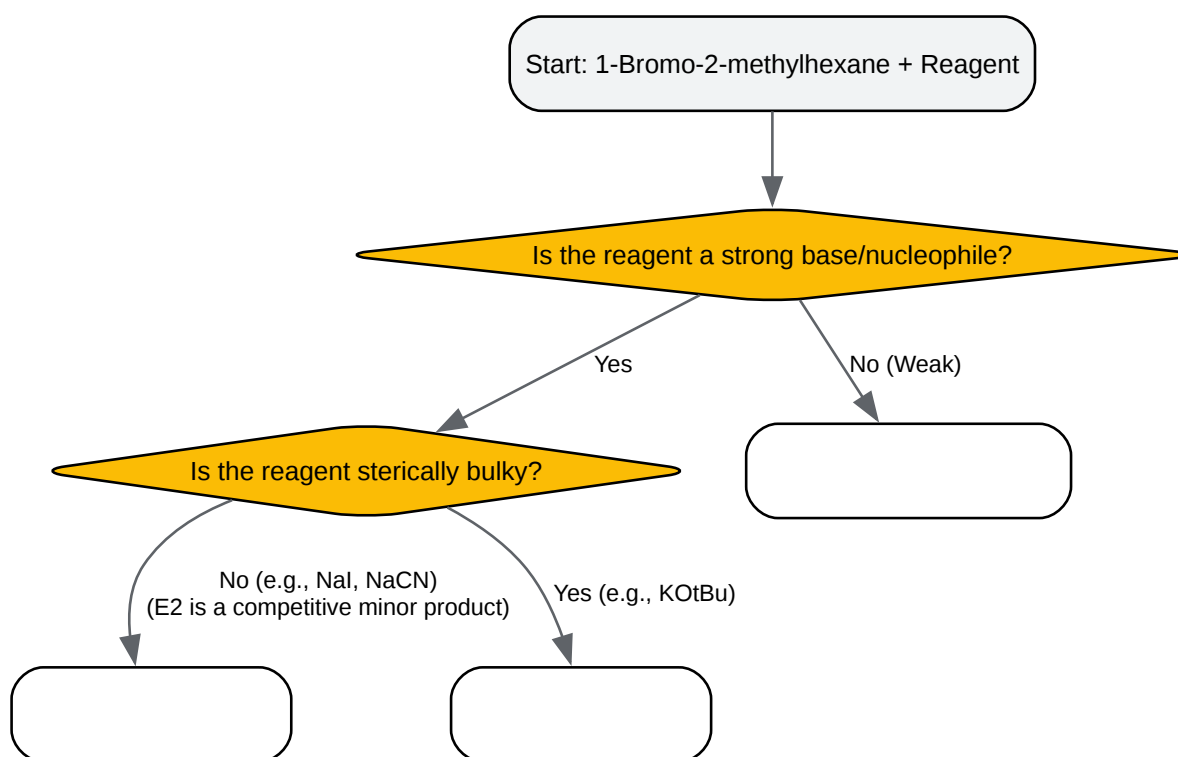 Start: 1-Bromo-2-methylhexane + Reagent
Is the reagent a strong base/nucleophile?
Yes
No (Weak)
Is the reagent sterically bulky?
No (e.g., NaI, NaCN)
(E2 is a competitive minor product)
Yes (e.g., KOtBu)